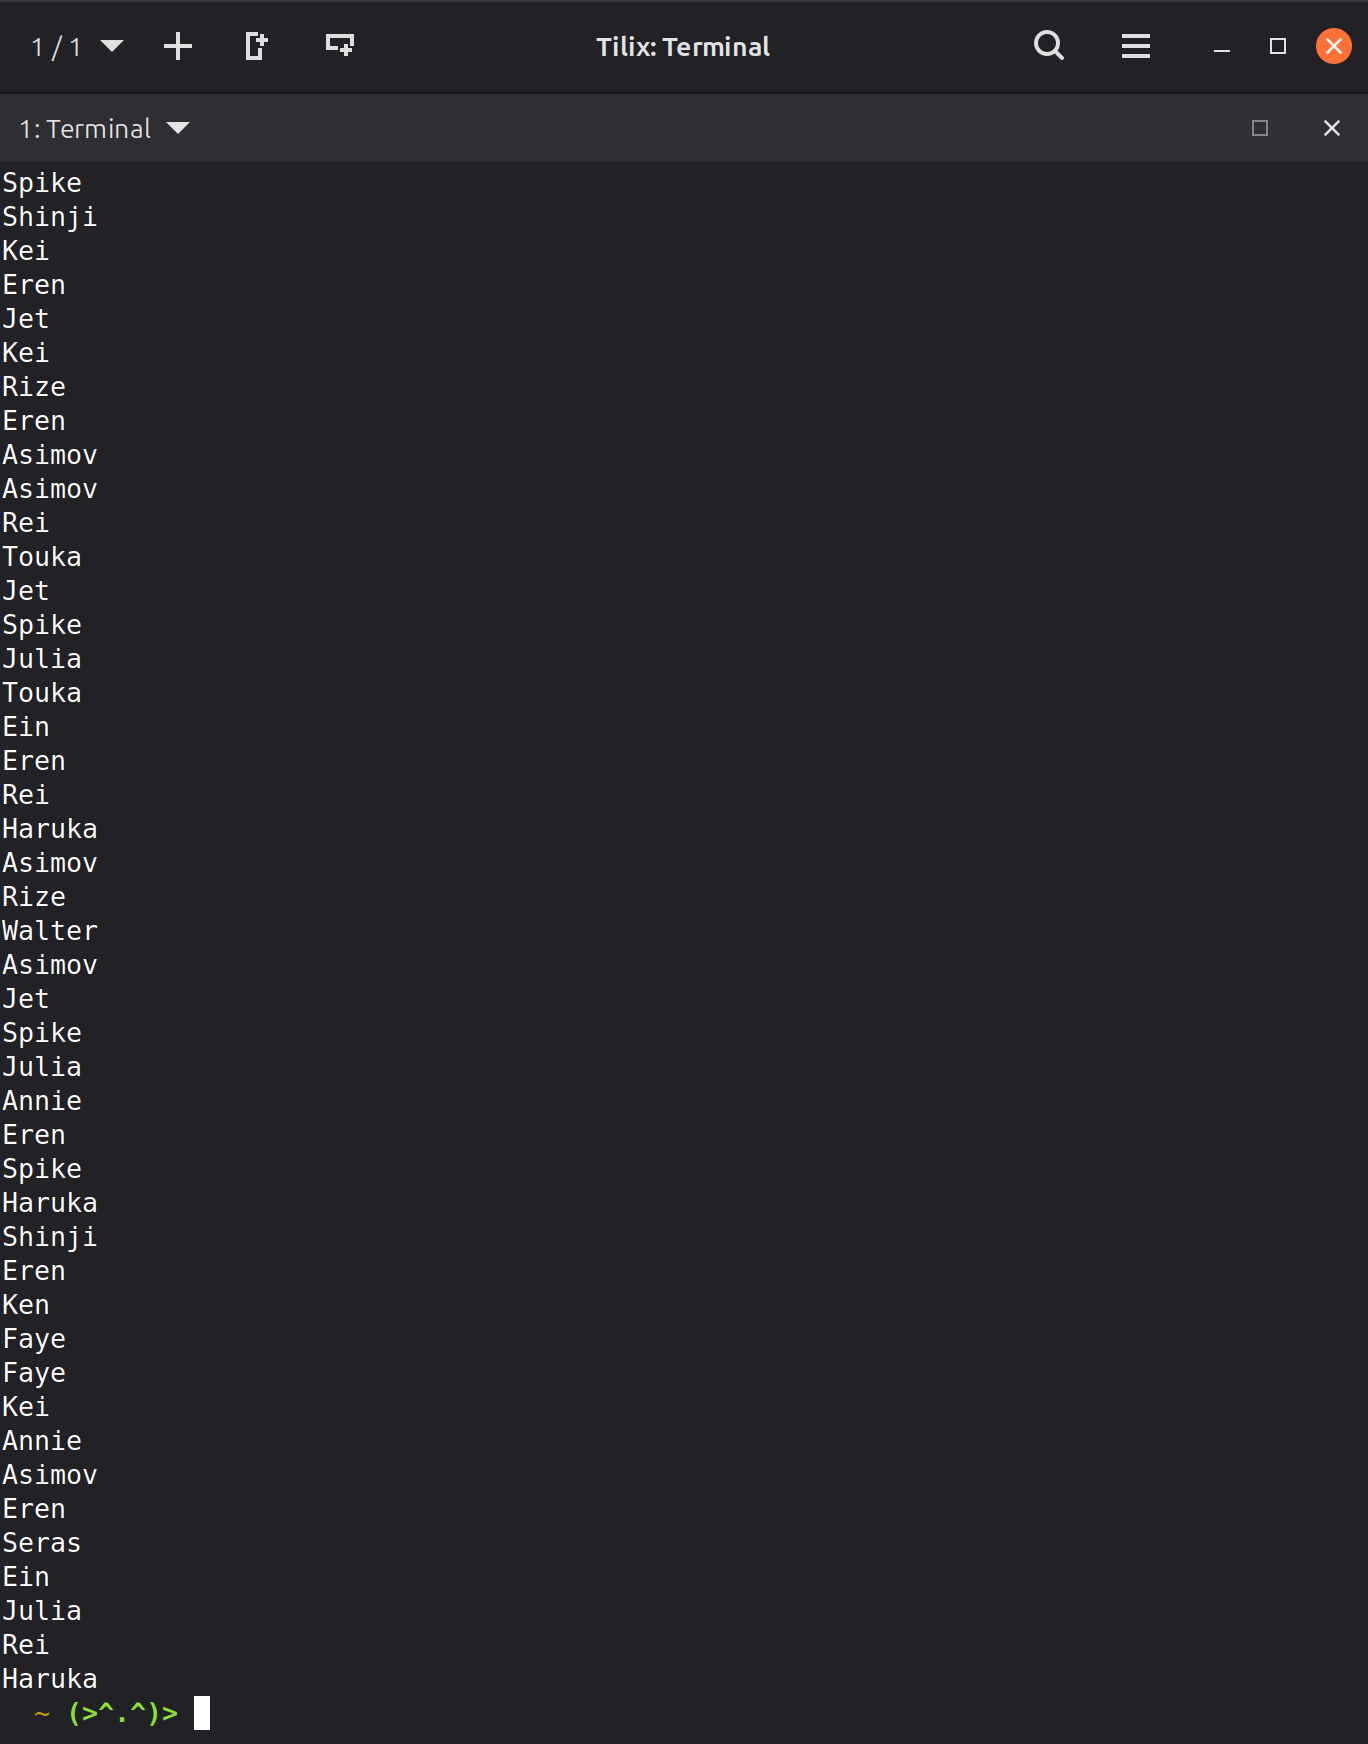 1 / 1
Tilix: Terminal
1: Terminal
Spike
Shinji
Kei
Eren
Jet
Kei
Rize
Eren
Asimov
Asimov
Rei
Touka
Jet
Spike
Julia
Touka
Ein
Eren
Rei
Haruka
Asimov
Rize
Walter
Asimov
Jet
Spike
Julia
Annie
Eren
Spike
Haruka
Shinji
Eren
Ken
Faye
Faye
Kei
Annie
Asimov
Eren
Seras
Ein
Julia
Rei
Haruka
~ (>^.^)>